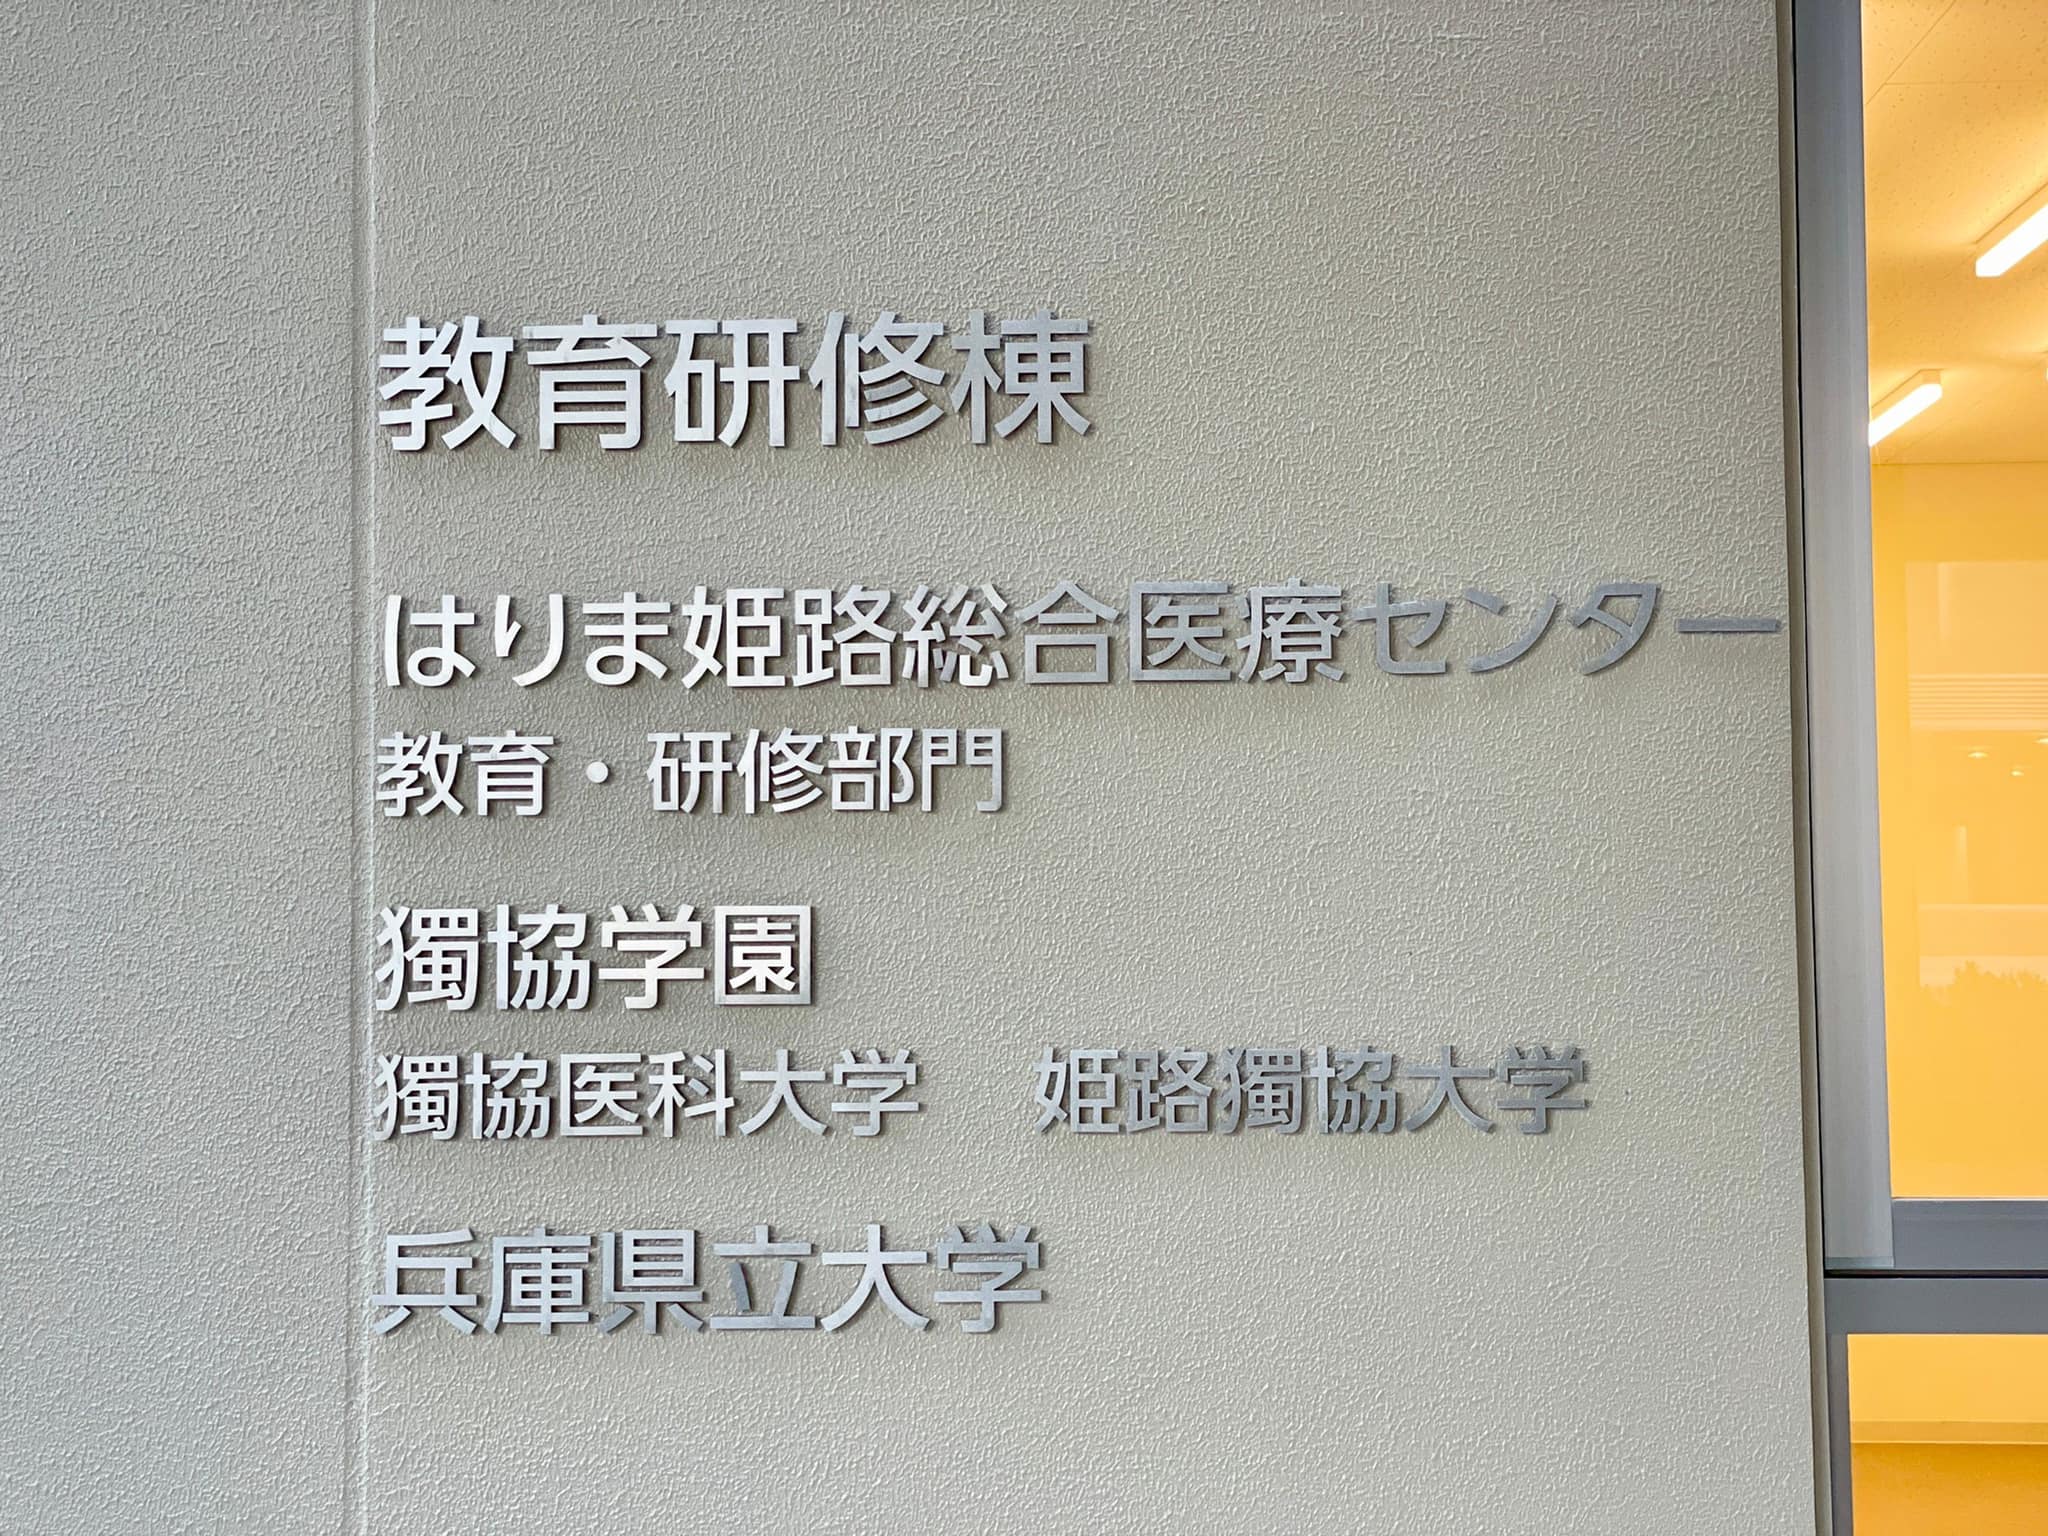 教育研修棟
はりま姫路総合医療センター
教育・研修部門
獨協学園
獨協医科大学　姫路獨協大学
兵庫県立大学